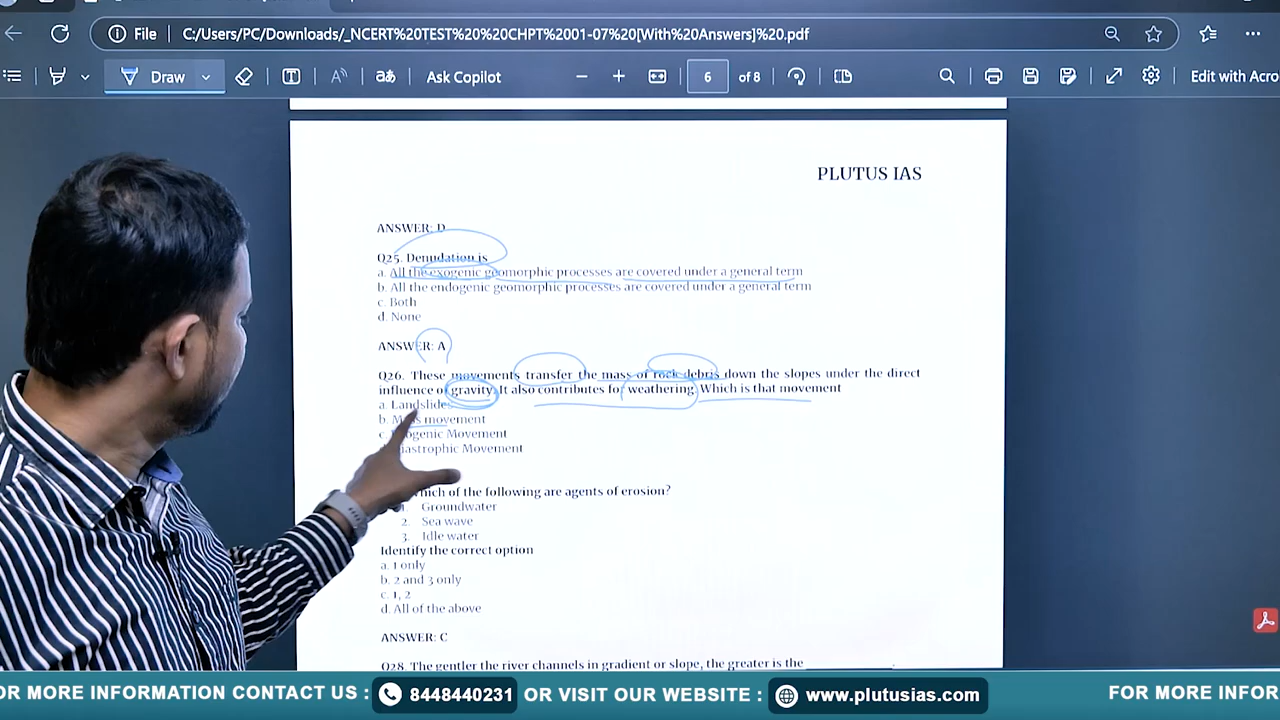 File C:/Users/PC/Downloads/_NCERT%20TEST%20%20CHPT%2001-07%20[With%20Answers]%20.pdf
Draw aあ Ask Copilot 6 of 8 Edit with Acro
PLUTUS IAS
ANSWER: D
Q25. Denudation is
a. All the exogenic geomorphic processes are covered under a general term
b. All the endogenic geomorphic processes are covered under a general term
c. Both
d. None
ANSWER: A
Q26. These movements transfer the mass of rock debris down the slopes under the direct
influence of gravity. It also contributes for weathering. Which is that movement
a. Landslides
b. Mass movement
c. Movement
Movement
of the following are agents of erosion?
1. Groundwater
2. Sea wave
3. Idle water
Identify the correct option
a. 1 only
b. 2 and 3 only
c. 1, 2
d. All of the above
ANSWER: C
Q28. The gentler the river channels in gradient or slope, the greater is the
OR MORE INFORMATION CONTACT US : 8448440231 OR VISIT OUR WEBSITE : www.plutusias.com FOR MORE INFOR